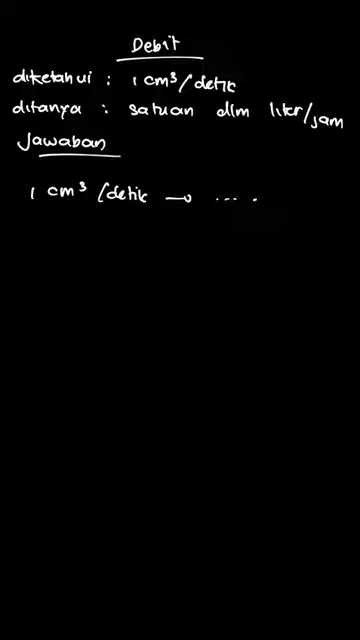 Debit
diketahui : 1 cm³/detik
ditanya : satuan dlm liter/jam
Jawaban
1 cm³/detik → ....